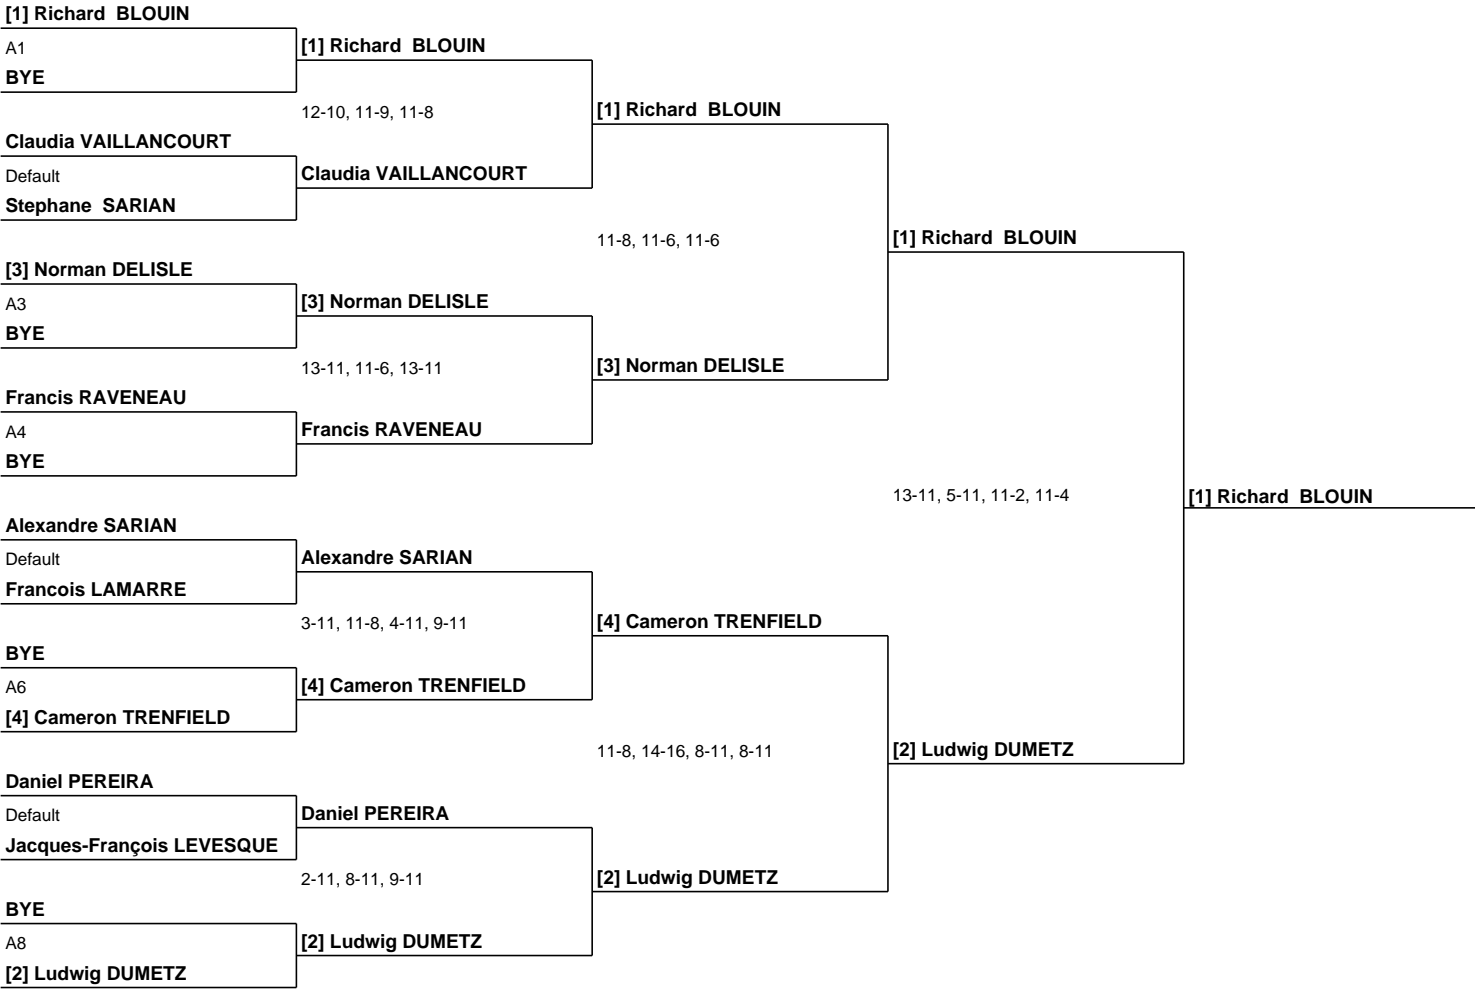 [1] Richard BLOUIN
A1
BYE
Claudia VAILLANCOURT
Default
Stephane SARIAN
[3] Norman DELISLE
A3
BYE
Francis RAVENEAU
A4
BYE
Alexandre SARIAN
Default
Francois LAMARRE
BYE
A6
[4] Cameron TRENFIELD
Daniel PEREIRA
Default
Jacques-François LEVESQUE
BYE
A8
[2] Ludwig DUMETZ
[1] Richard BLOUIN
12-10, 11-9, 11-8
Claudia VAILLANCOURT
[3] Norman DELISLE
13-11, 11-6, 13-11
Francis RAVENEAU
Alexandre SARIAN
3-11, 11-8, 4-11, 9-11
[4] Cameron TRENFIELD
Daniel PEREIRA
2-11, 8-11, 9-11
[2] Ludwig DUMETZ
[1] Richard BLOUIN
11-8, 11-6, 11-6
[3] Norman DELISLE
[4] Cameron TRENFIELD
11-8, 14-16, 8-11, 8-11
[2] Ludwig DUMETZ
[1] Richard BLOUIN
13-11, 5-11, 11-2, 11-4
[2] Ludwig DUMETZ
[1] Richard BLOUIN